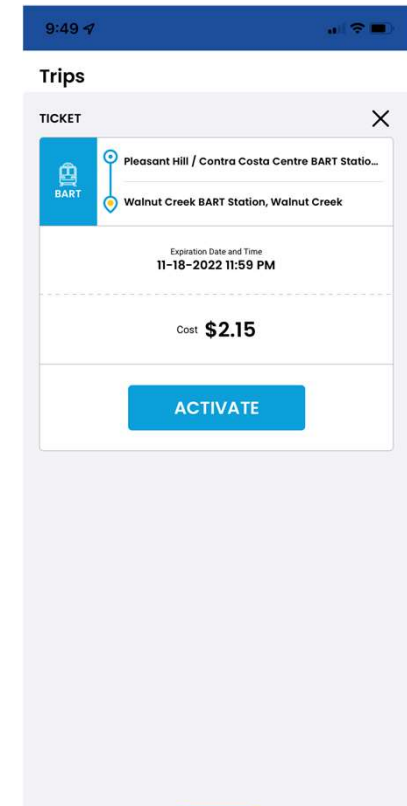 9:49
Trips
TICKET
BART
Pleasant Hill / Contra Costa Centre BART Statio...
Walnut Creek BART Station, Walnut Creek
Expiration Date and Time
11-18-2022 11:59 PM
Cost $2.15
ACTIVATE